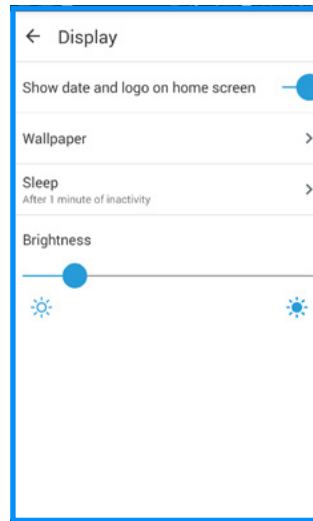 Display
Show date and logo on home screen
Wallpaper
Sleep
After 1 minute of inactivity
Brightness